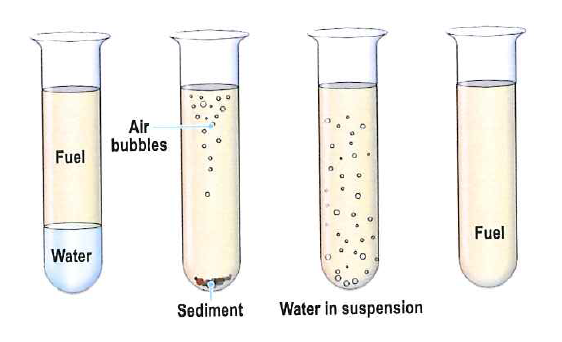 Fuel
Water
Air
bubbles
Sediment
Water in suspension
Fuel